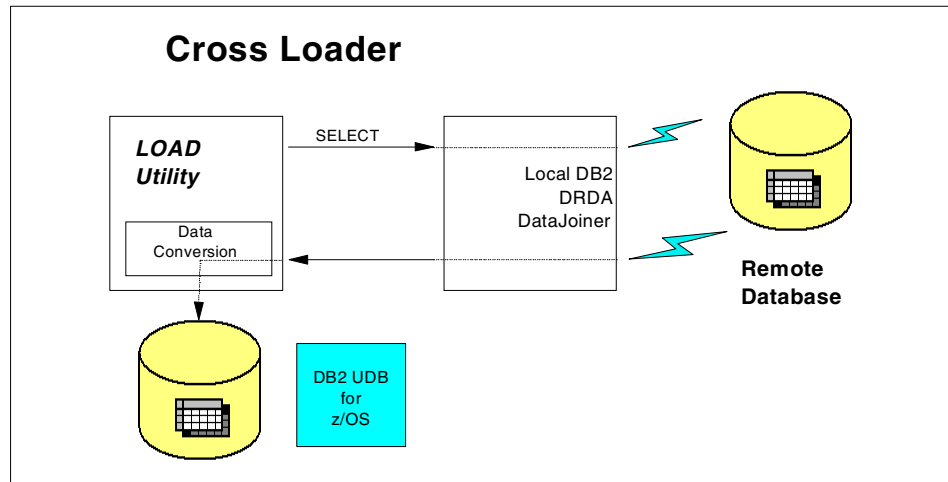 Cross Loader
LOAD
Utility
SELECT
Local DB2
DRDA
DataJoiner
Data
Conversion
Remote
Database
DB2 UDB
for
z/OS